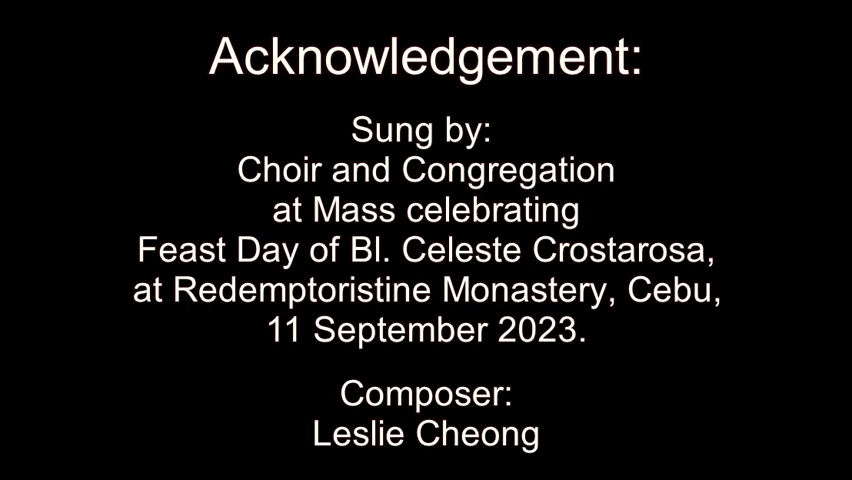 Acknowledgement:
Sung by:
Choir and Congregation
at Mass celebrating
Feast Day of Bl. Celeste Crostarosa,
at Redemptoristine Monastery, Cebu,
11 September 2023.
Composer:
Leslie Cheong